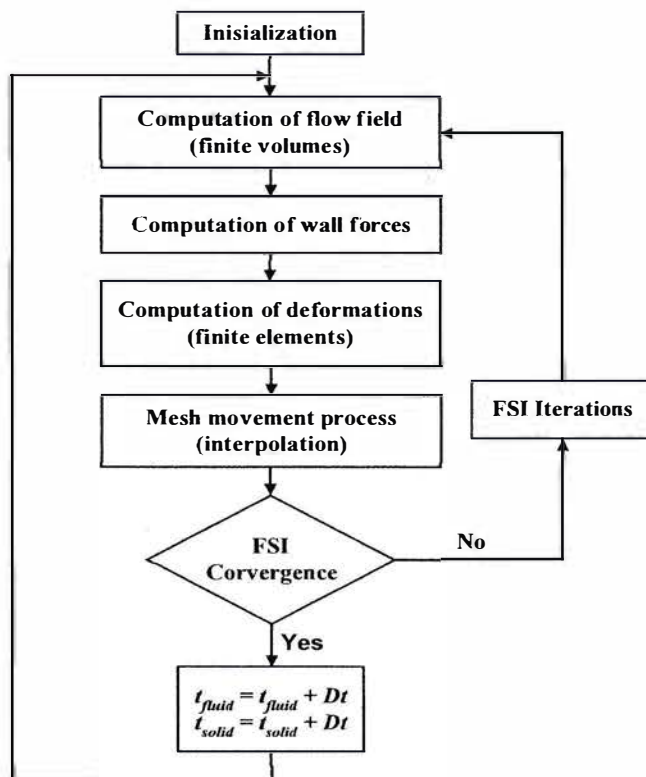 Inisialization
Computation of flow field
(finite volumes)
Computation of wall forces
Computation of deformations
(finite elements)
Mesh movement process
(interpolation)
FSI Iterations
FSI
Corvergence
No
Yes
t_fluid = t_fluid + Dt
t_solid = t_solid + Dt